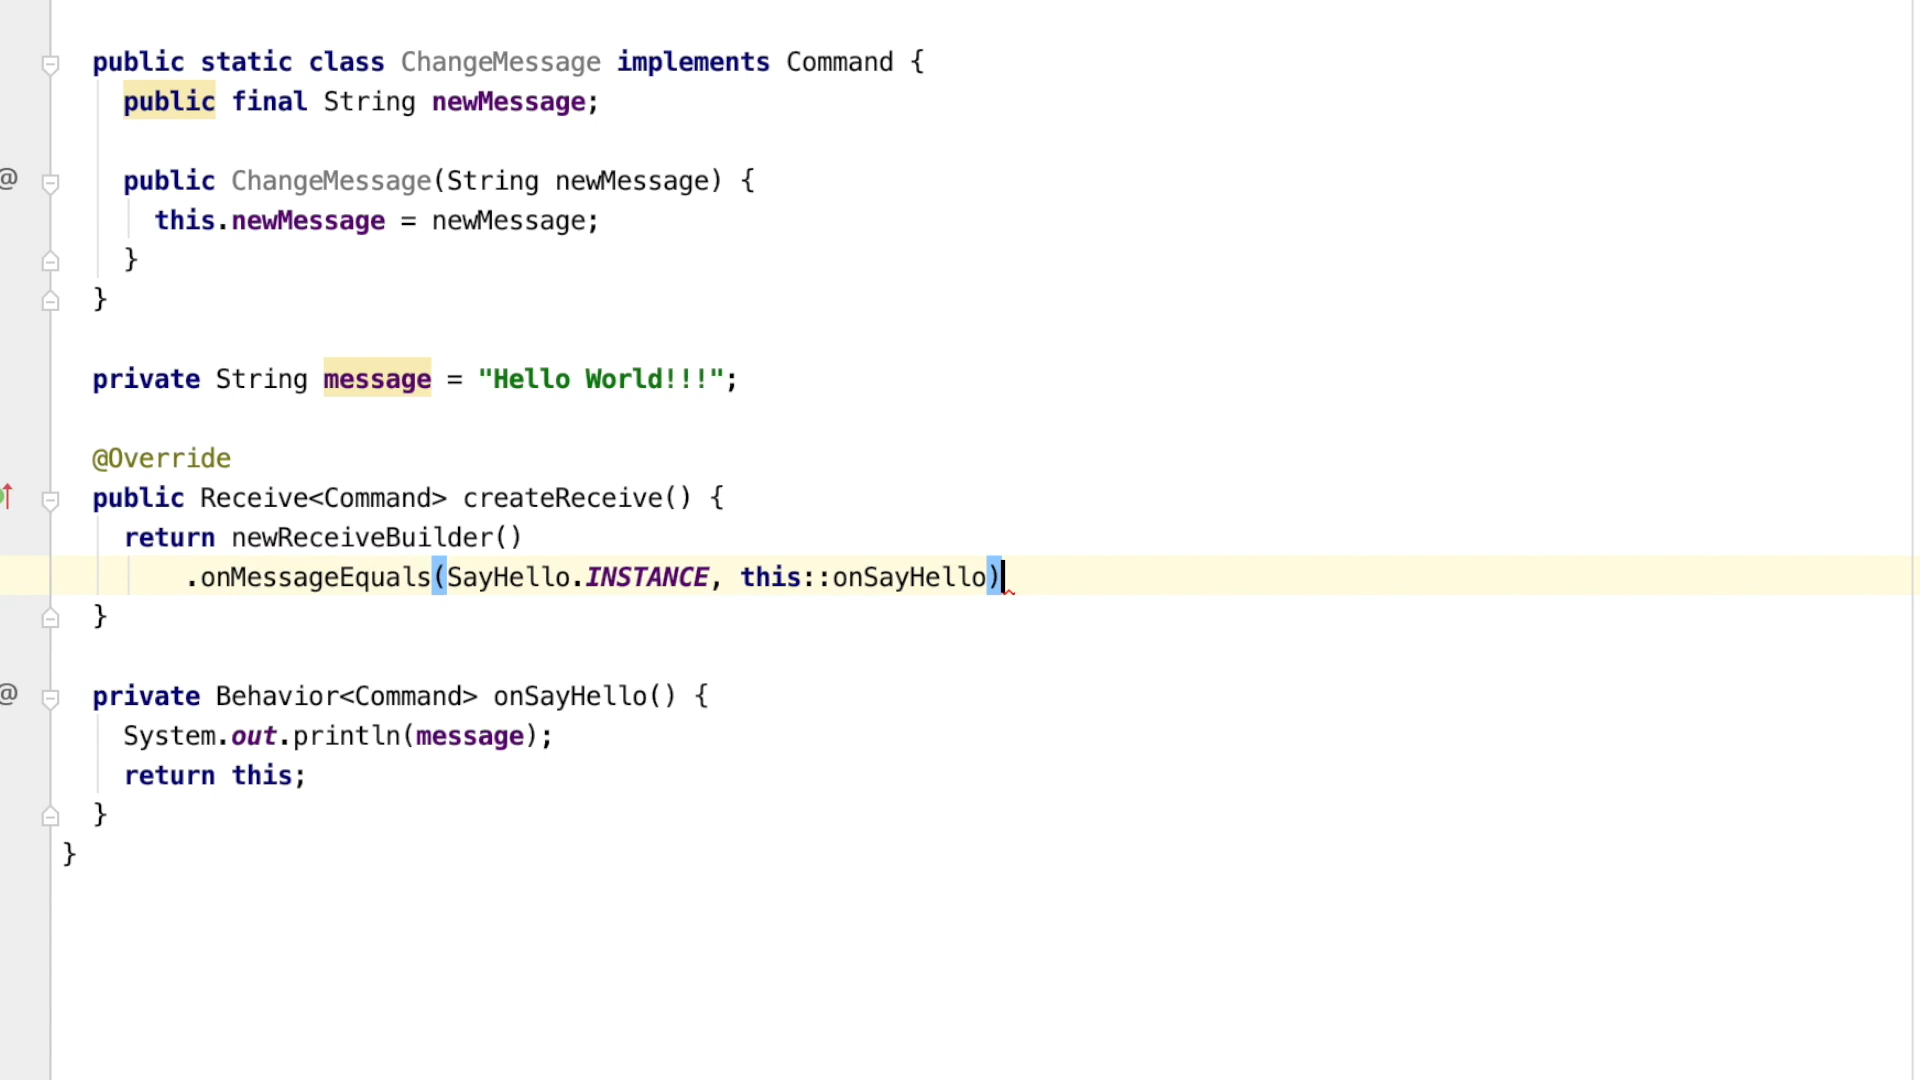 public static class ChangeMessage implements Command {
public final String newMessage;
@ public ChangeMessage(String newMessage) {
this.newMessage = newMessage;
}
}
private String message = "Hello World!!!";
@Override
public Receive<Command> createReceive() {
return newReceiveBuilder()
.onMessageEquals(SayHello.INSTANCE, this::onSayHello)
}
@ private Behavior<Command> onSayHello() {
System.out.println(message);
return this;
}
}